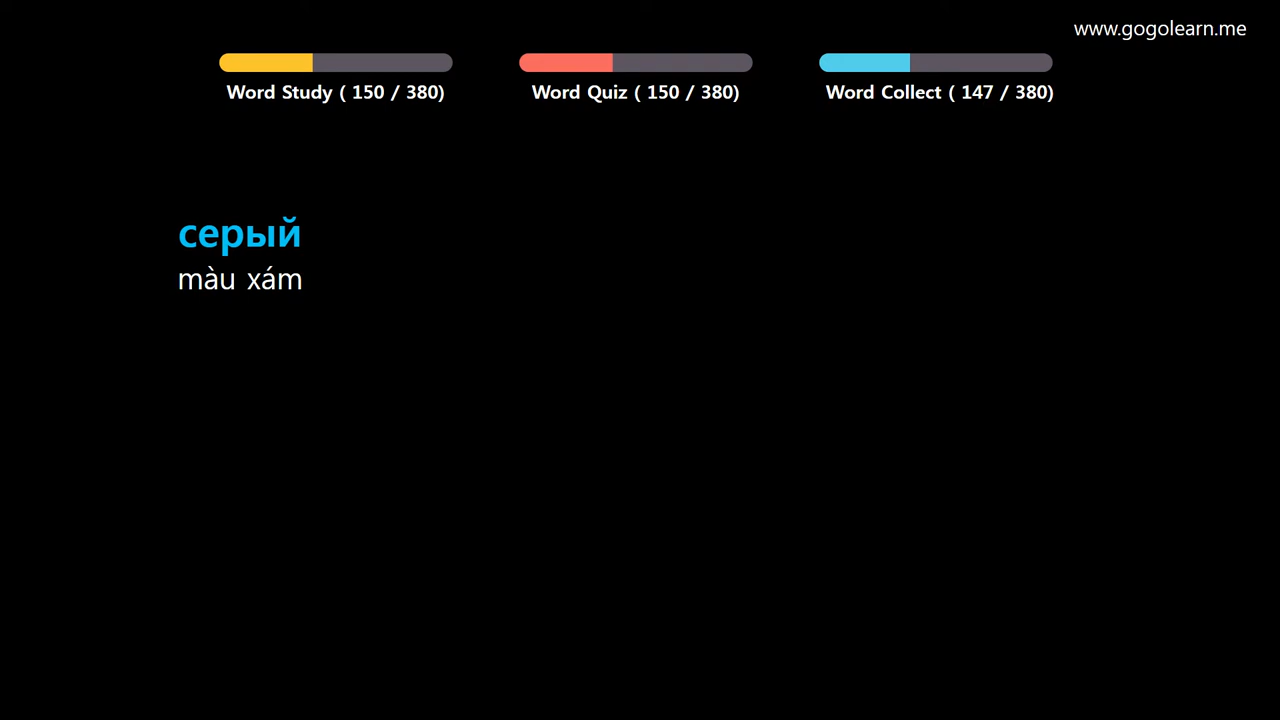 www.gogolearn.me
Word Study ( 150 / 380)
Word Quiz ( 150 / 380)
Word Collect ( 147 / 380)
серый
màu xám